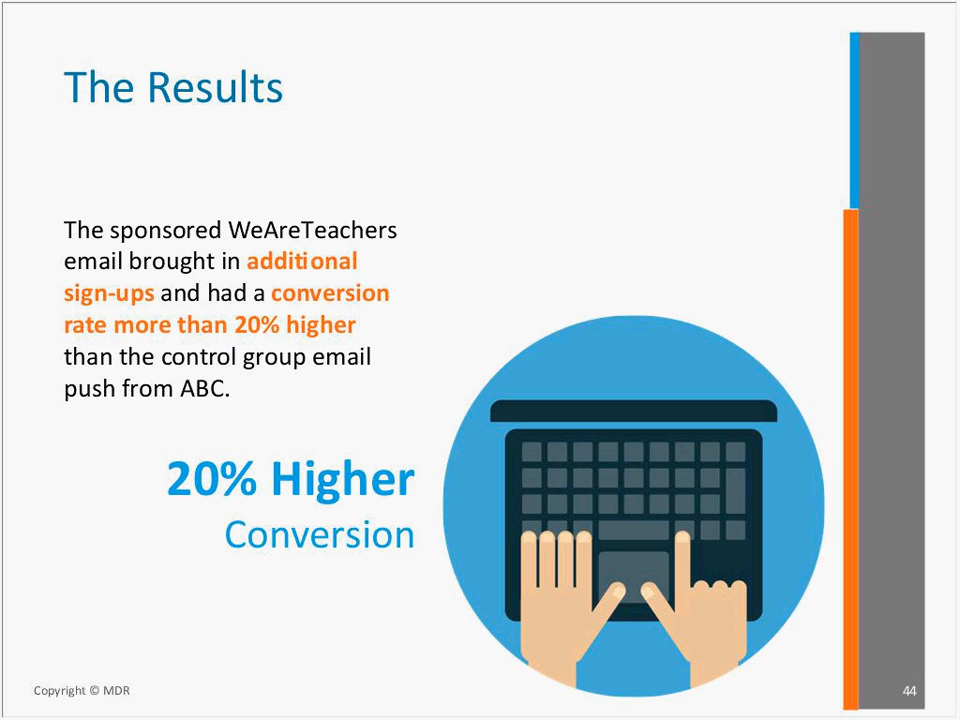 The Results
The sponsored WeAreTeachers
email brought in additional
sign-ups and had a conversion
rate more than 20% higher
than the control group email
push from ABC.
20% Higher
Conversion
Copyright © MDR
44